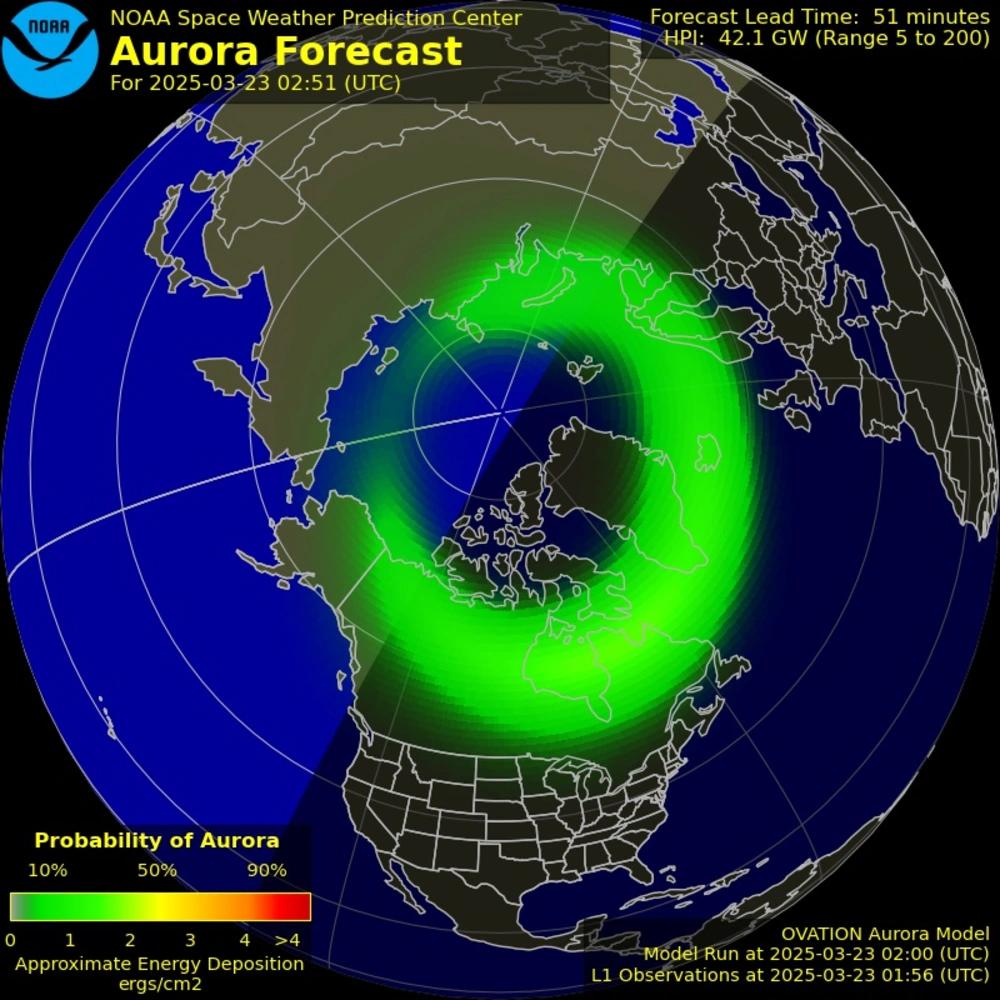 NOAA
NOAA Space Weather Prediction Center
Aurora Forecast
For 2025-03-23 02:51 (UTC)
Forecast Lead Time: 51 minutes
HPI: 42.1 GW (Range 5 to 200)
Probability of Aurora
10% 50% 90%
0 1 2 3 4 >4
Approximate Energy Deposition
ergs/cm2
OVATION Aurora Model
Model Run at 2025-03-23 02:00 (UTC)
L1 Observations at 2025-03-23 01:56 (UTC)